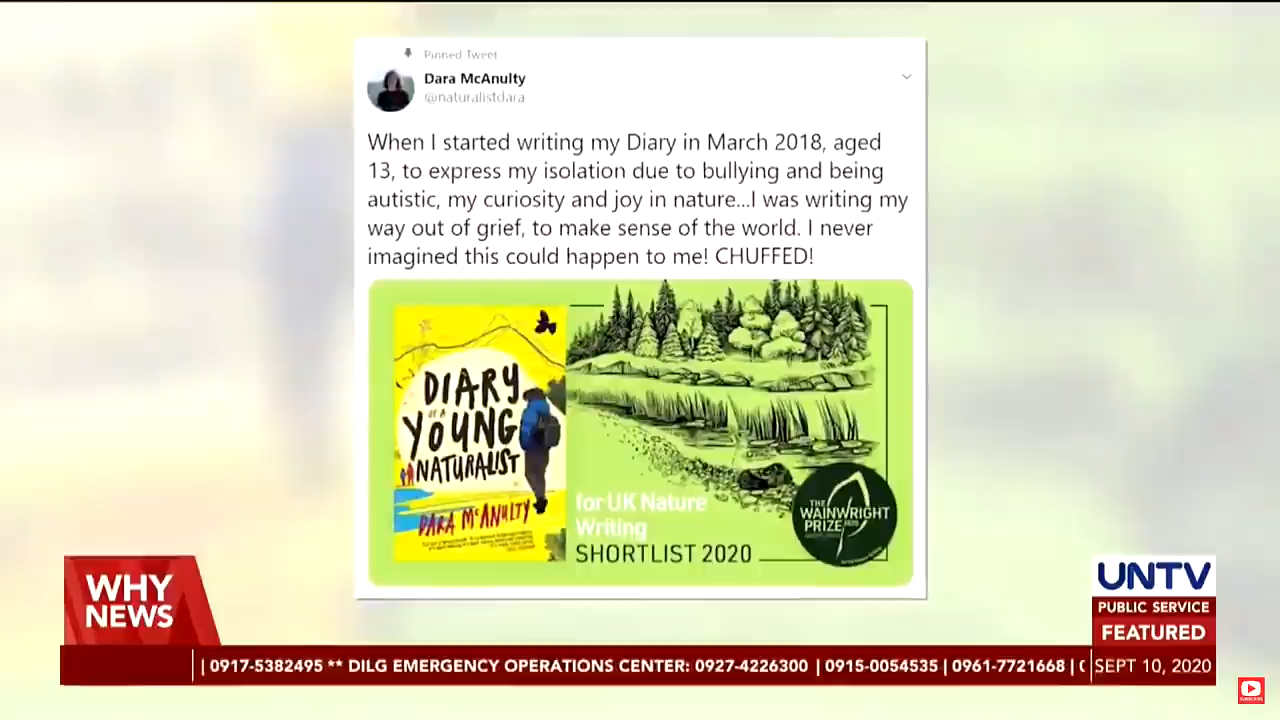 Pinned Tweet
Dara McAnulty
@naturalistdara
When I started writing my Diary in March 2018, aged
13, to express my isolation due to bullying and being
autistic, my curiosity and joy in nature...I was writing my
way out of grief, to make sense of the world. I never
imagined this could happen to me! CHUFFED!
DIARY
OF A
YOUNG
NATURALIST
DARA McANULTY
for UK Nature
Writing
SHORTLIST 2020
THE
WAINWRIGHT
PRIZE
WHY
NEWS
UNTV
PUBLIC SERVICE
FEATURED
| 0917-5382495 ** DILG EMERGENCY OPERATIONS CENTER: 0927-4226300 | 0915-0054535 | 0961-7721668 |
SEPT 10, 2020
SUBSCRIBE